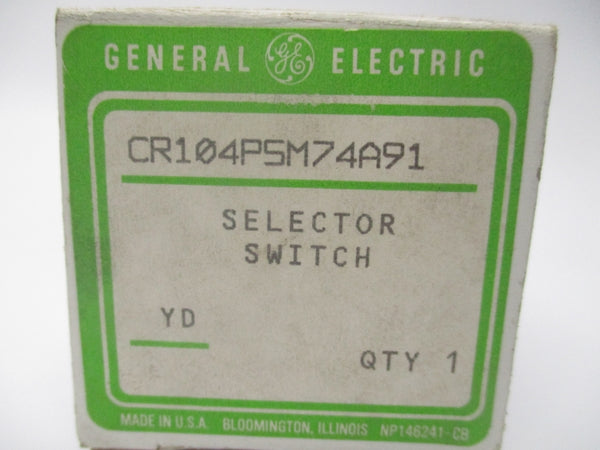 GENERAL GE ELECTRIC
CR104PSM74A91
SELECTOR
SWITCH
YD
QTY 1
MADE IN U.S.A. BLOOMINGTON, ILLINOIS NP146241-CB